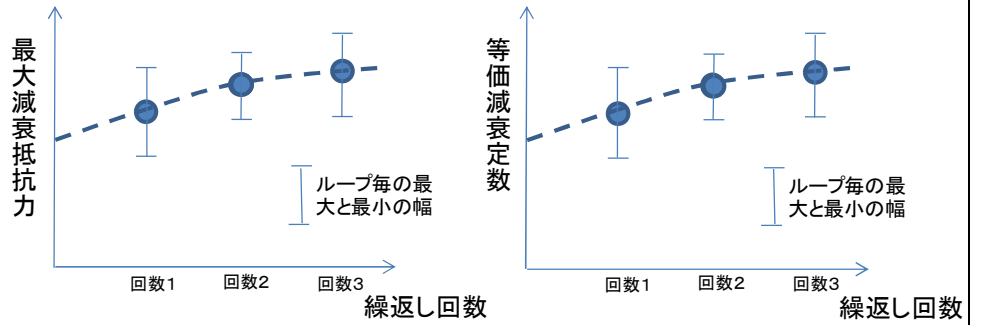 最大減衰抵抗力
ループ毎の最
大と最小の幅
回数1
回数2
回数3
繰返し回数
等価減衰定数
ループ毎の最
大と最小の幅
回数1
回数2
回数3
繰返し回数